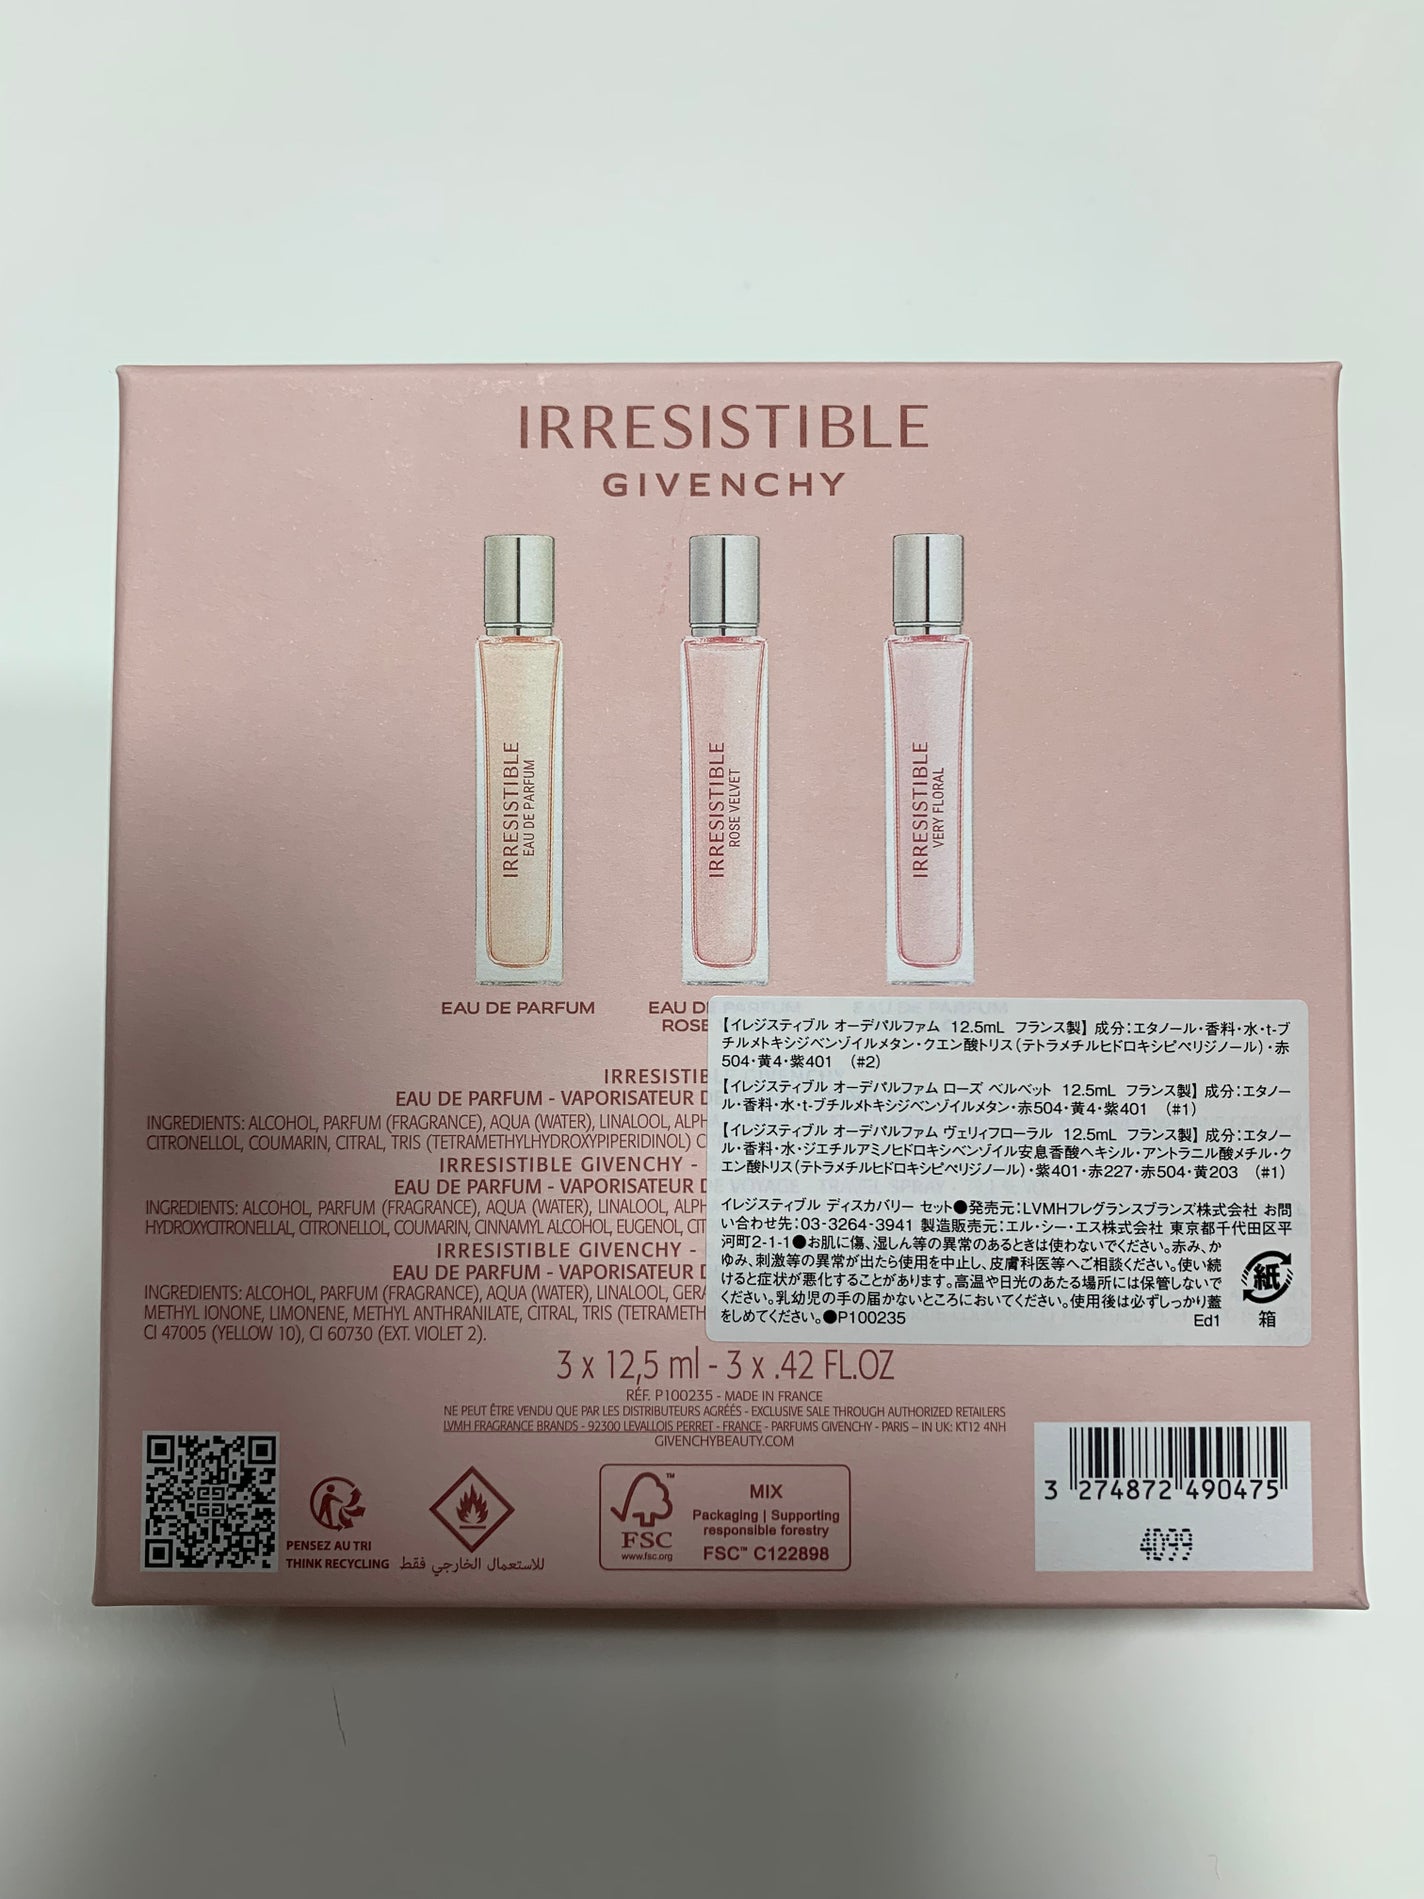 IRRESISTIBLE
GIVENCHY
IRRESISTIBLE
EAU DE PARFUM
IRRESISTIBLE
ROSE VELVET
IRRESISTIBLE
VERY FLORAL
EAU DE PARFUM
EAU DE PARFUM
ROSE
EAU DE PARFUM
【イレジスティブル オーデパルファム 12.5mL フランス製】 成分：エタノール・香料・水・t-ブ
チルメトキシジベンゾイルメタン・クエン酸トリス（テトラメチルヒドロキシピペリジノール）・赤
504・黄4・紫401 （#2）
【イレジスティブル オーデパルファム ローズ ベルベット 12.5mL フランス製】 成分：エタノー
ル・香料・水・t-ブチルメトキシジベンゾイルメタン・赤504・黄4・紫401 （#1）
【イレジスティブル オーデパルファム ヴェリィフローラル 12.5mL フランス製】 成分：エタノー
ル・香料・水・ジエチルアミノヒドロキシベンゾイル安息香酸ヘキシル・アントラニル酸メチル・ク
エン酸トリス（テトラメチルヒドロキシピペリジノール）・紫401・赤227・赤504・黄203 （#1）
イレジスティブル ディスカバリー セット●発売元：LVMHフレグランスブランズ株式会社 お問
い合わせ先：03-3264-3941 製造販売元：エル・シー・エス株式会社 東京都千代田区平
河町2-1-1●お肌に傷、湿しん等の異常のあるときは使わないでください。赤み、か
ゆみ、刺激等の異常が出たら使用を中止し、皮膚科医等へご相談ください。使い続
けると症状が悪化することがあります。高温や日光のあたる場所には保管しないで
ください。乳幼児の手の届かないところにおいてください。使用後は必ずしっかり蓋
をしめてください。●P100235
Ed1
紙
箱
IRRESISTIB
EAU DE PARFUM - VAPORISATEUR D
INGREDIENTS: ALCOHOL, PARFUM (FRAGRANCE), AQUA (WATER), LINALOOL, ALPH
CITRONELLOL, COUMARIN, CITRAL, TRIS (TETRAMETHYLHYDROXYPIPERIDINOL) C
IRRESISTIBLE GIVENCHY -
EAU DE PARFUM - VAPORISATEUR DE VOYAGE - TRAVEL SPRAY
INGREDIENTS: ALCOHOL, PARFUM (FRAGRANCE), AQUA (WATER), LINALOOL, ALPH
HYDROXYCITRONELLAL, CITRONELLOL, COUMARIN, CINNAMYL ALCOHOL, EUGENOL, CIT
IRRESISTIBLE GIVENCHY -
EAU DE PARFUM - VAPORISATEUR D
INGREDIENTS: ALCOHOL, PARFUM (FRAGRANCE), AQUA (WATER), LINALOOL, GERA
METHYL IONONE, LIMONENE, METHYL ANTHRANILATE, CITRAL, TRIS (TETRAMETH
CI 47005 (YELLOW 10), CI 60730 (EXT. VIOLET 2).
3 x 12,5 ml - 3 x .42 FL.OZ
RÉF. P100235 - MADE IN FRANCE
NE PEUT ÊTRE VENDU QUE PAR LES DISTRIBUTEURS AGRÉÉS - EXCLUSIVE SALE THROUGH AUTHORIZED RETAILERS
LVMH FRAGRANCE BRANDS - 92300 LEVALLOIS PERRET - FRANCE - PARFUMS GIVENCHY - PARIS – IN UK: KT12 4NH
GIVENCHYBEAUTY.COM
PENSEZ AU TRI
THINK RECYCLING
للاستعمال الخارجي فقط
FSC
www.fsc.org
MIX
Packaging | Supporting
responsible forestry
FSC™ C122898
3 274872 490475
4099